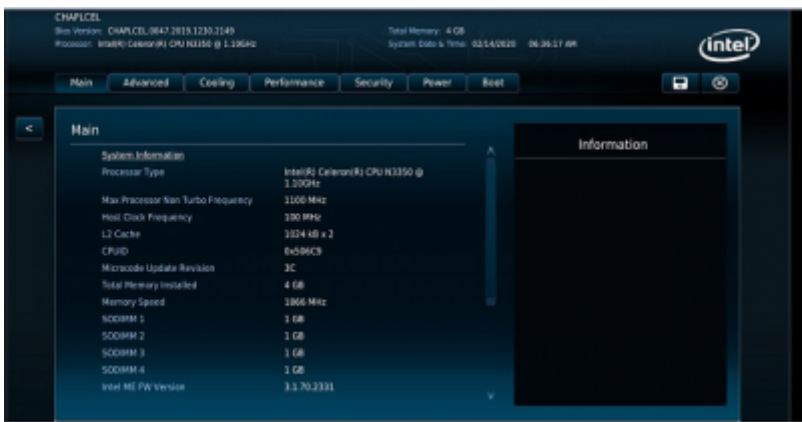 CHAPLCEL
Bios Version: CHAPLCEL.0047.2019.1230.2149
Total Memory: 4 GB
Processor: Intel(R) Celeron(R) CPU N3350 @ 1.10GHz
System Date & Time: 02/14/2020 06:36:17 AM
intel
Main Advanced Cooling Performance Security Power Boot
<
Main
Information
System Information
Processor Type Intel(R) Celeron(R) CPU N3350 @
1.10GHz
Max Processor Non Turbo Frequency 1100 MHz
Host Clock Frequency 100 MHz
L2 Cache 1024 kB x 2
CPUID 0x506C9
Microcode Update Revision 3C
Total Memory Installed 4 GB
Memory Speed 1866 MHz
SODIMM 1 1 GB
SODIMM 2 1 GB
SODIMM 3 1 GB
SODIMM 4 1 GB
Intel ME FW Version 3.1.70.2331